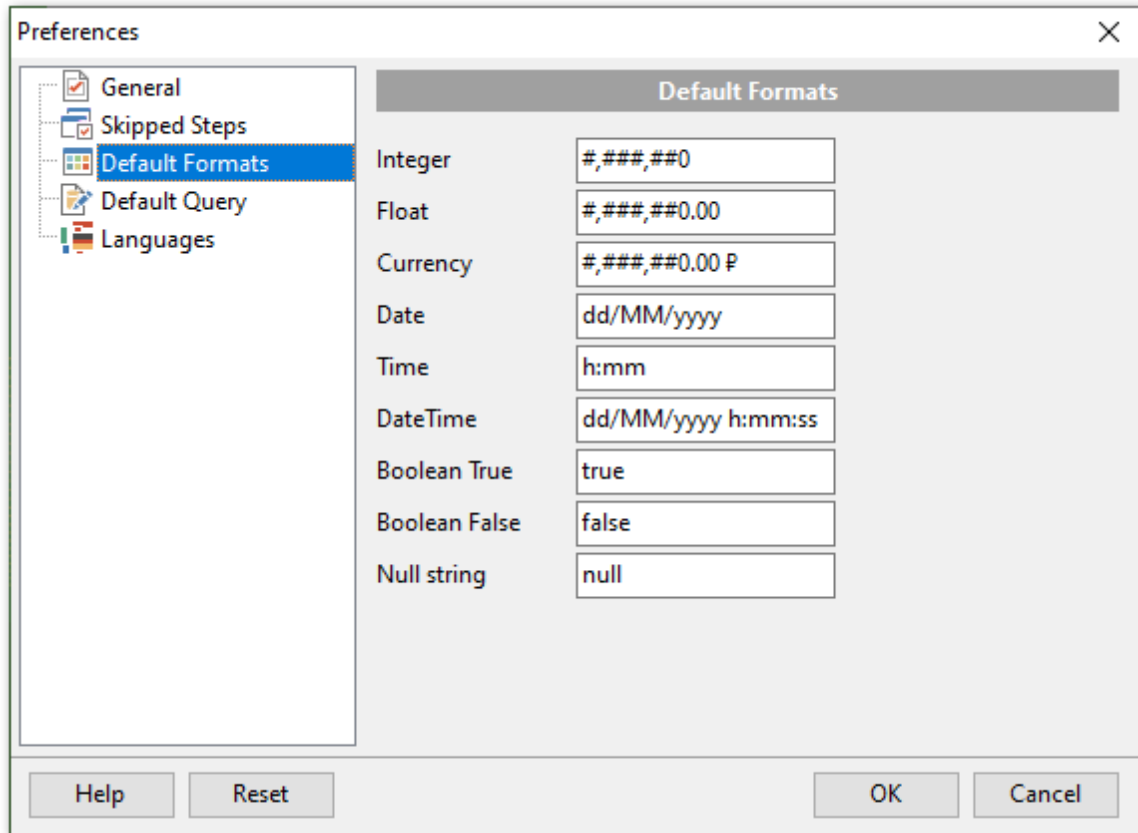 Preferences
General
Skipped Steps
Default Formats
Default Query
Languages
Default Formats
Integer #,###,##0
Float #,###,##0.00
Currency #,###,##0.00 ₽
Date dd/MM/yyyy
Time h:mm
DateTime dd/MM/yyyy h:mm:ss
Boolean True true
Boolean False false
Null string null
Help Reset OK Cancel